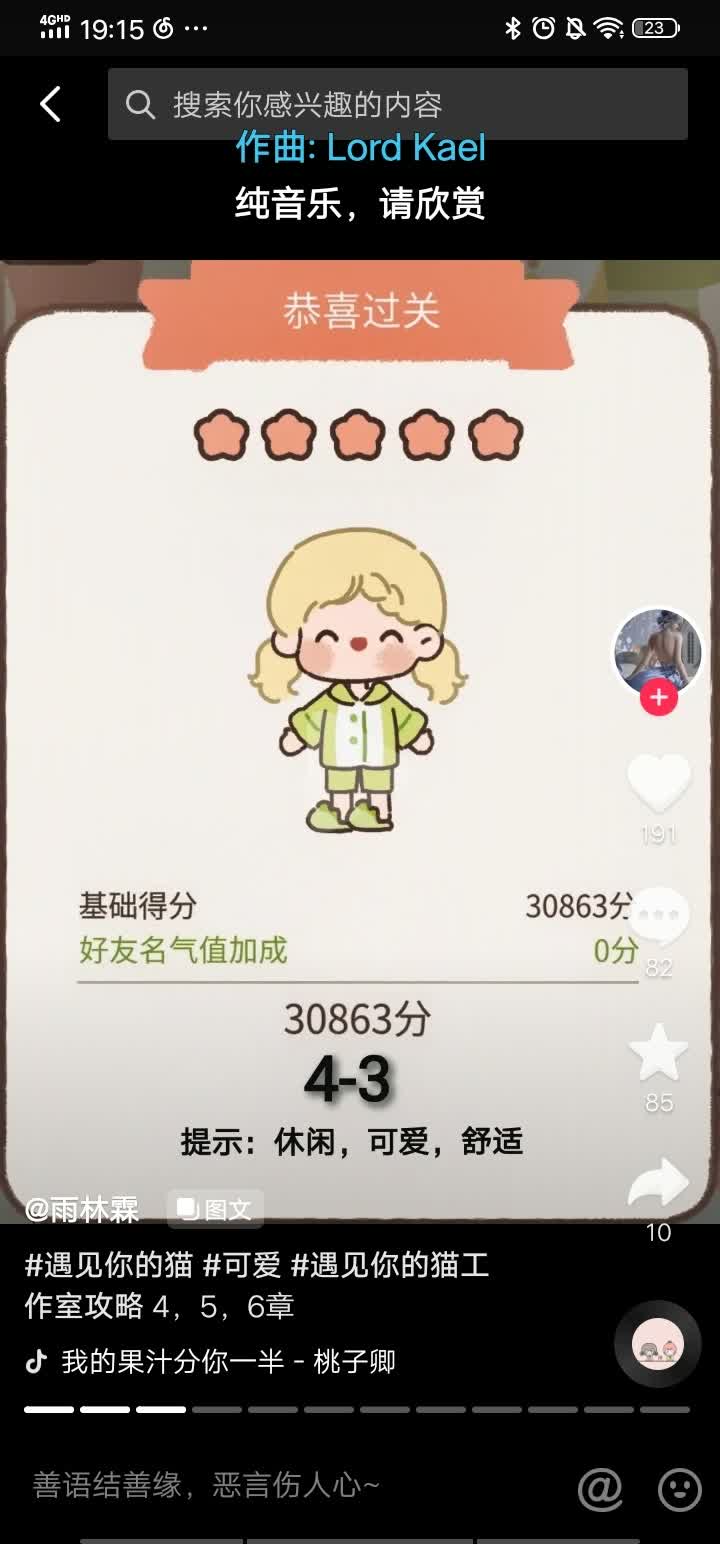 4GHD 19:15 ... 23
搜索你感兴趣的内容
作曲: Lord Kael
纯音乐，请欣赏
恭喜过关
191
基础得分 30863分
好友名气值加成 0分
82
30863分
4-3
85
提示：休闲，可爱，舒适
@雨林霖 图文
10
#遇见你的猫 #可爱 #遇见你的猫工
作室攻略 4，5，6章
我的果汁分你一半 - 桃子卿
善语结善缘，恶言伤人心~ @